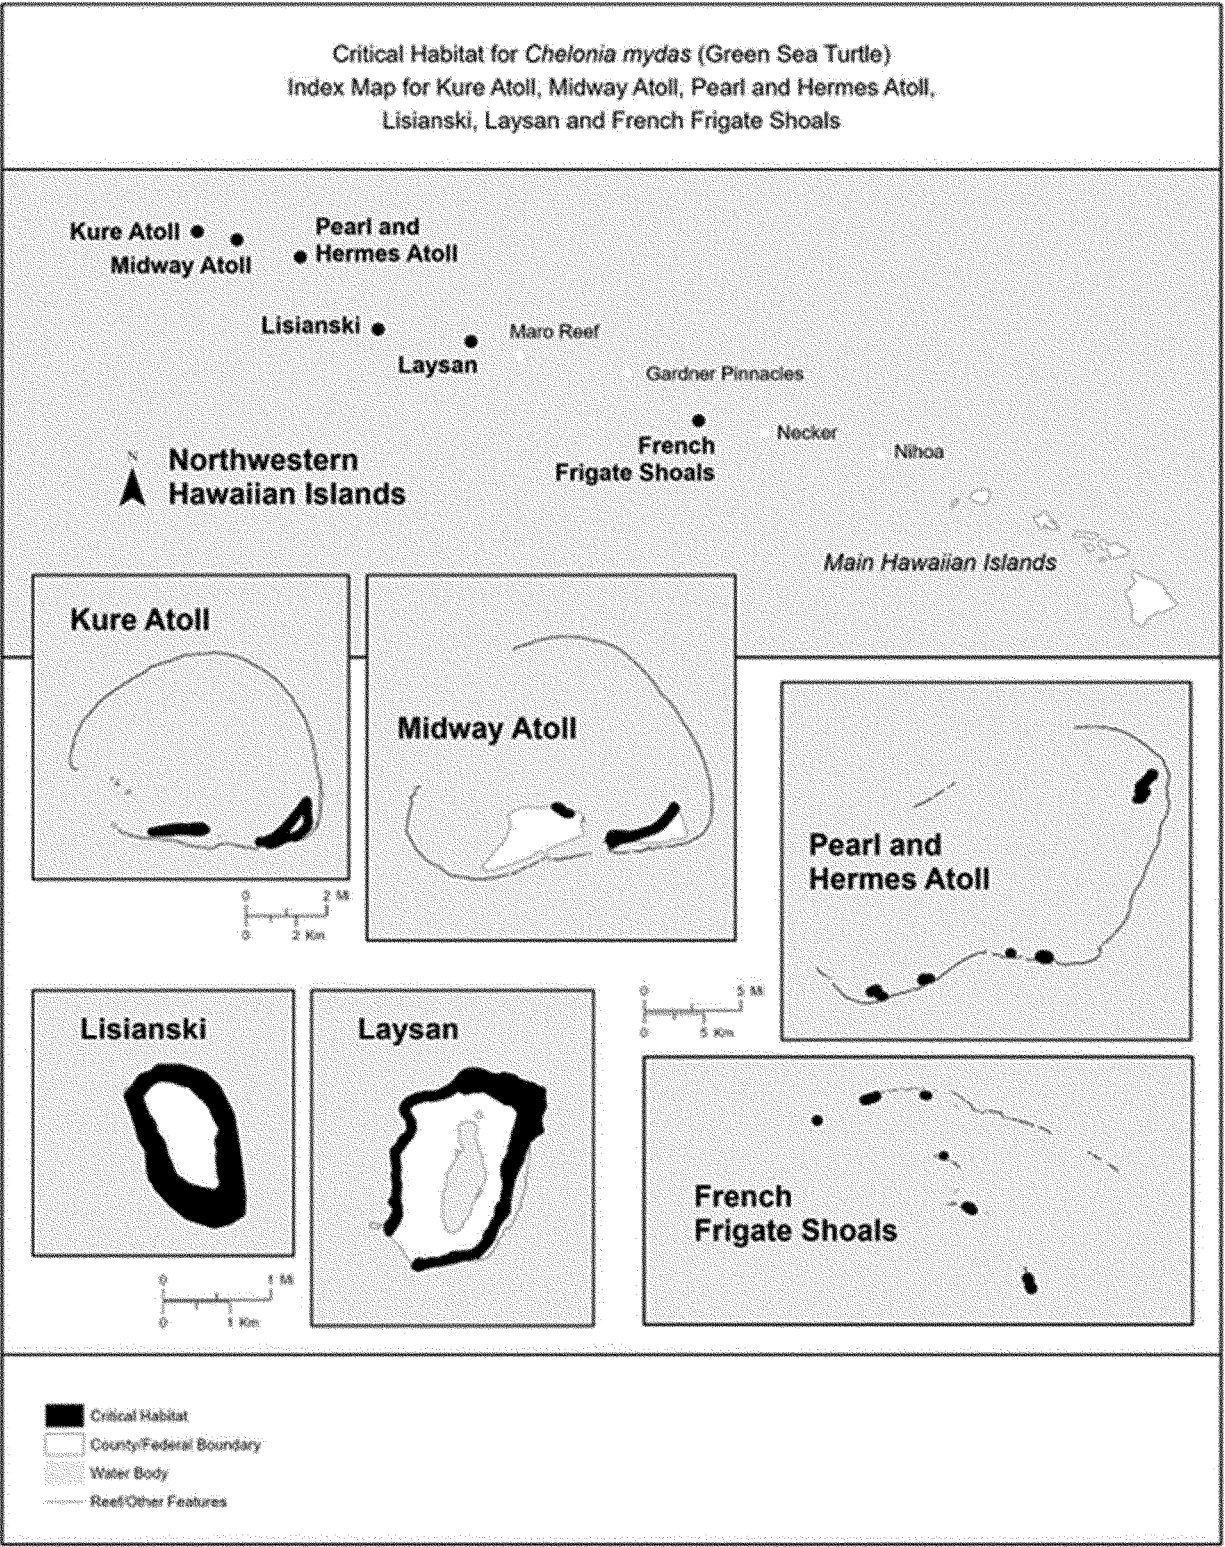 Critical Habitat for Chelonia mydas (Green Sea Turtle)
Index Map for Kure Atoll, Midway Atoll, Pearl and Hermes Atoll,
Lisianski, Laysan and French Frigate Shoals
Kure Atoll
Midway Atoll
Pearl and
Hermes Atoll
Lisianski
Laysan
Maro Reef
Gardner Pinnacles
French
Frigate Shoals
Necker
Nihoa
N
Northwestern
Hawaiian Islands
Main Hawaiian Islands
Kure Atoll
0 2 Mi
0 2 Km
Midway Atoll
Pearl and
Hermes Atoll
0 5 Mi
0 5 Km
Lisianski
0 1 Mi
0 1 Km
Laysan
French
Frigate Shoals
Critical Habitat
County/Federal Boundary
Water Body
Reef/Other Features